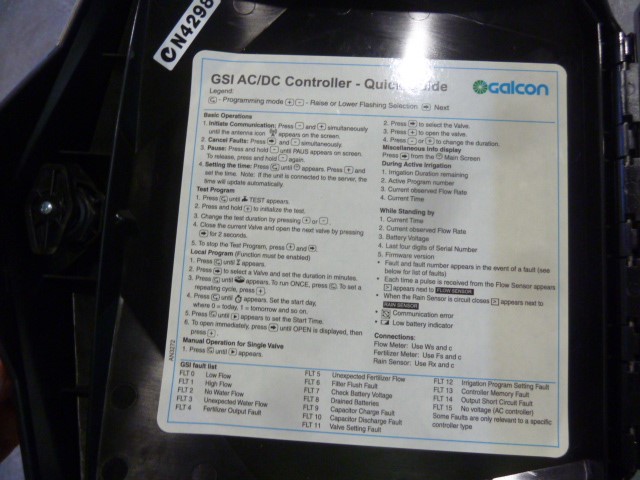 CN4298
GSI AC/DC Controller - Quick Guide
Galcon
Legend:
- Programming mode + - - Raise or Lower Flashing Selection → Next
Basic Operations
1. Initiate Communication: Press - and + simultaneously
until the antenna icon appears on the screen.
2. Cancel Faults: Press → and - simultaneously.
3. Pause: Press and hold - until PAUS appears on screen.
To release, press and hold - again.
4. Setting the time: Press until appears. Press + and
set the time. Note: If the unit is connected to the server, the
time will update automatically.
Test Program
1. Press until TEST appears.
2. Press and hold + to initialize the test.
3. Change the test duration by pressing + or -.
4. Close the current Valve and open the next valve by pressing
→ for 2 seconds.
5. To stop the Test Program, press + and →.
Local Program (Function must be enabled)
1. Press until appears.
2. Press → to select a Valve and set the duration in minutes.
3. Press until appears. To run ONCE, press. To set a
repeating cycle, press +.
4. Press until appears. Set the start day,
where 0 = today, 1 = tomorrow and so on.
5. Press until appears to set the Start Time.
6. To open immediately, press → until OPEN is displayed, then
press +.
Manual Operation for Single Valve
1. Press until appears.
2. Press → to select the Valve.
3. Press + to open the valve.
4. Press - or + to change the duration.
Miscellaneous info display
Press → from the Main Screen
During Active Irrigation
1. Irrigation Duration remaining
2. Active Program number
3. Current observed Flow Rate
4. Current Time
While Standing by
1. Current Time
2. Current observed Flow Rate
3. Battery Voltage
4. Last four digits of Serial Number
5. Firmware version
• Fault and fault number appears in the event of a fault (see
below for list of faults)
• Each time a pulse is received from the Flow Sensor appears
appears next to FLOW SENSOR
• When the Rain Sensor is circuit closes appears next to
RAIN SENSOR
• Communication error
• Low battery indicator
Connections:
Flow Meter: Use Ws and c
Fertilizer Meter: Use Fs and c
Rain Sensor: Use Rx and c
AN3272
GSI fault list
FLT 0 Low Flow
FLT 1 High Flow
FLT 2 No Water Flow
FLT 3 Unexpected Water Flow
FLT 4 Fertilizer Output Fault
FLT 5 Unexpected Fertilizer Flow
FLT 6 Filter Flush Fault
FLT 7 Check Battery Voltage
FLT 8 Drained Batteries
FLT 9 Capacitor Charge Fault
FLT 10 Capacitor Discharge Fault
FLT 11 Valve Setting Fault
FLT 12 Irrigation Program Setting Fault
FLT 13 Controller Memory Fault
FLT 14 Output Short Circuit Fault
FLT 15 No voltage (AC controller)
Some Faults are only relevant to a specific
controller type